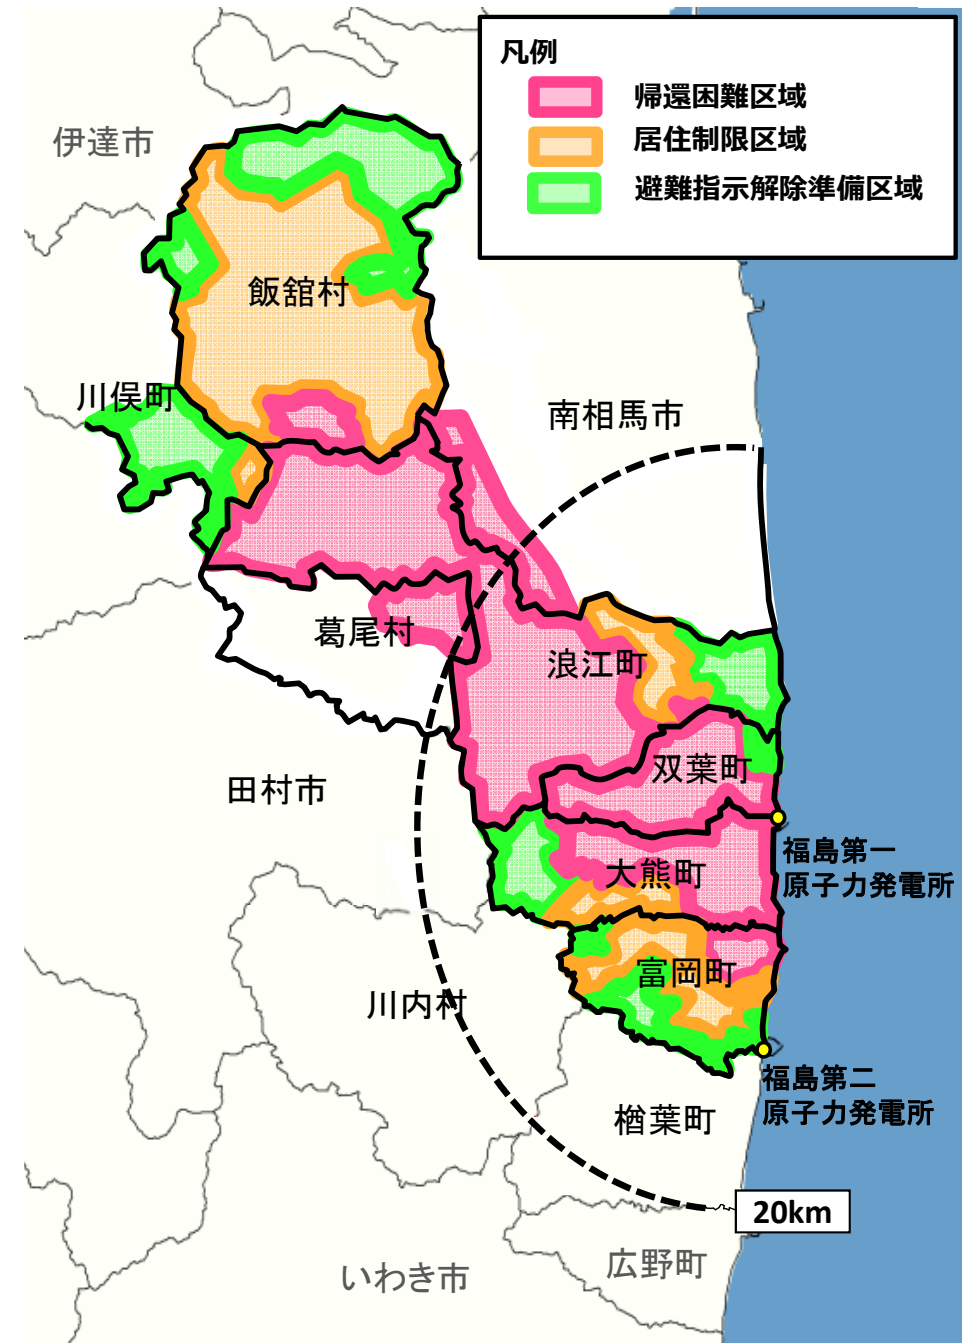 凡例
帰還困難区域
居住制限区域
避難指示解除準備区域
伊達市
飯舘村
川俣町
南相馬市
葛尾村
浪江町
双葉町
田村市
福島第一
原子力発電所
大熊町
富岡町
川内村
福島第二
原子力発電所
楢葉町
20km
広野町
いわき市